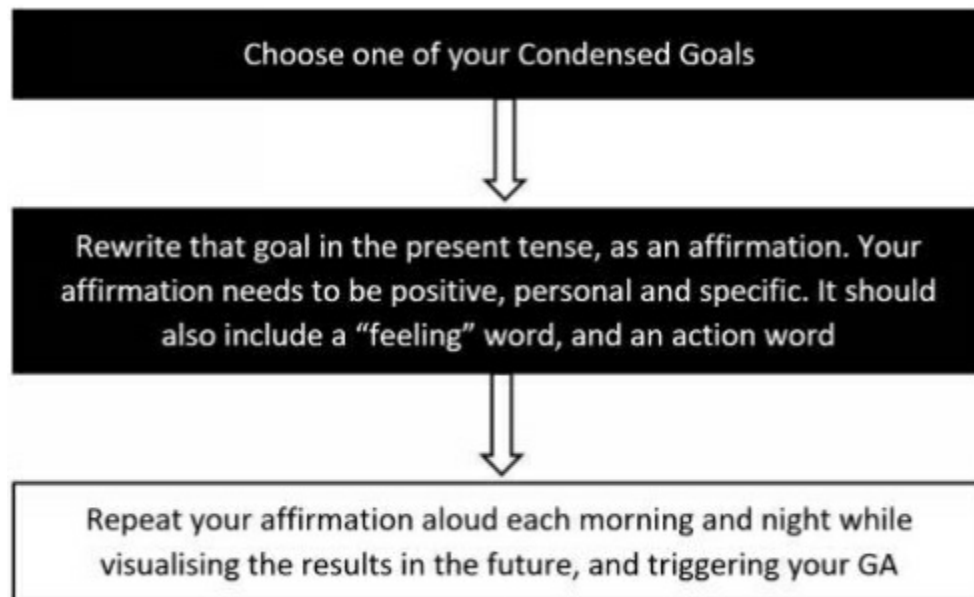 Choose one of your Condensed Goals
Rewrite that goal in the present tense, as an affirmation. Your
affirmation needs to be positive, personal and specific. It should
also include a “feeling” word, and an action word
Repeat your affirmation aloud each morning and night while
visualising the results in the future, and triggering your GA